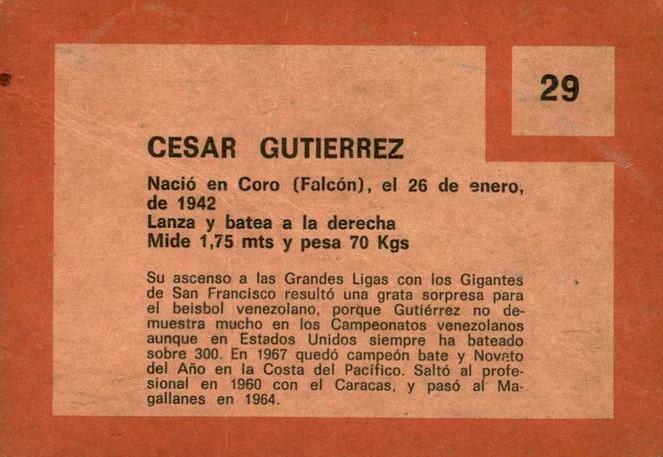 29
CESAR GUTIERREZ
Nació en Coro (Falcón), el 26 de enero,
de 1942
Lanza y batea a la derecha
Mide 1,75 mts y pesa 70 Kgs
Su ascenso a las Grandes Ligas con los Gigantes
de San Francisco resultó una grata sorpresa para
el beisbol venezolano, porque Gutiérrez no de-
muestra mucho en los Campeonatos venezolanos
aunque en Estados Unidos siempre ha bateado
sobre 300. En 1967 quedó campeón bate y Novato
del Año en la Costa del Pacífico. Saltó al profe-
sional en 1960 con el Caracas, y pasó al Ma-
gallanes en 1964.